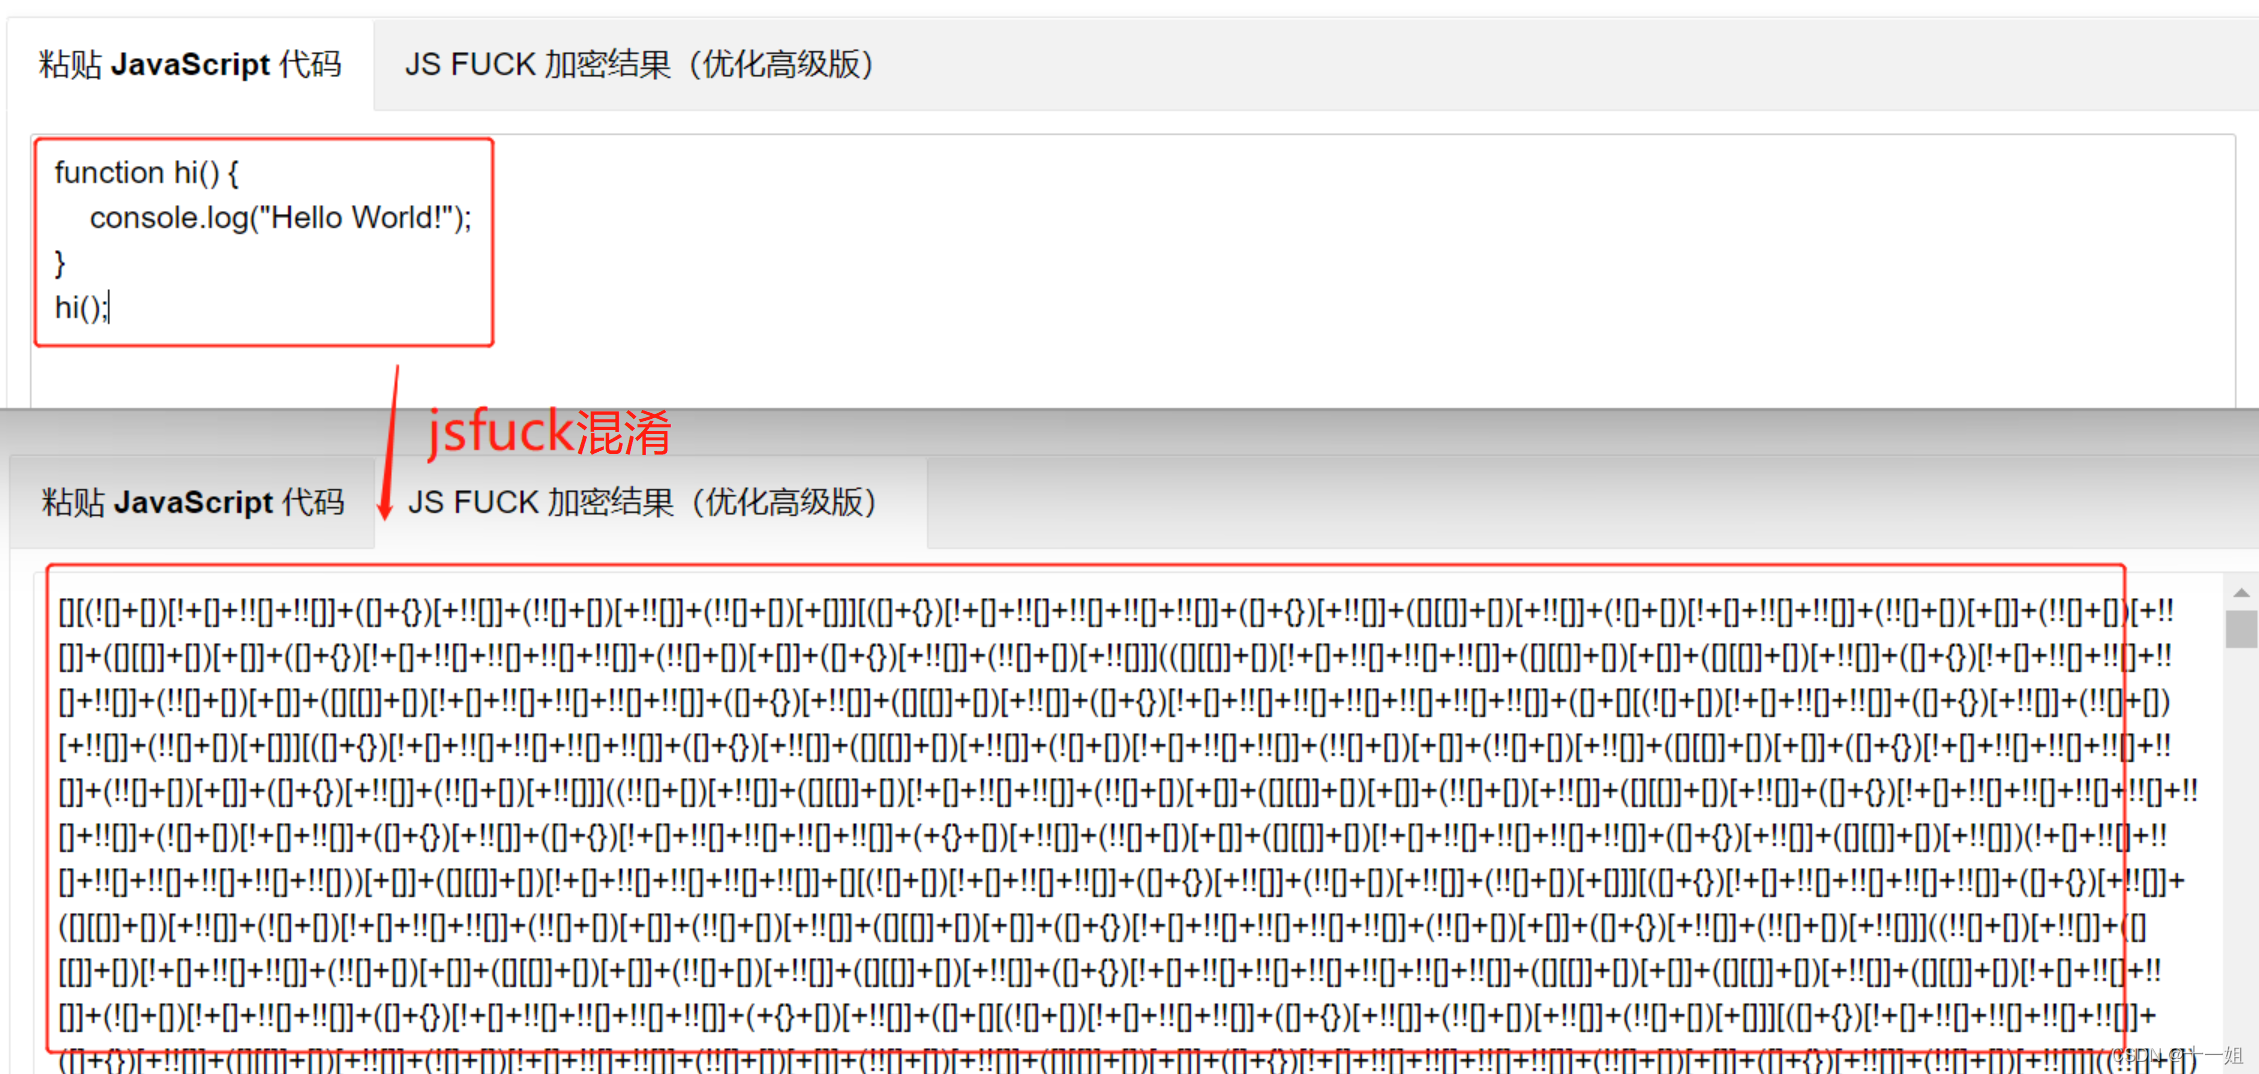 粘贴 JavaScript 代码 JS FUCK 加密结果（优化高级版）
function hi() {
console.log("Hello World!");
}
hi();
jsfuck混淆
粘贴 JavaScript 代码 JS FUCK 加密结果（优化高级版）
[][(![]+[])[!+[]+!![]+!![]]+([]+{})[+!![]]+(!![]+[])[+!![]]+(!![]+[])[+[]]][([]+{})[!+[]+!![]+!![]+!![]+!![]]+([]+{})[+!![]]+([][[]]+[])[+!![]]+(![]+[])[!+[]+!![]+!![]]+(!![]+[])[+[]]+(!![]+[])[+!!
[]]+([][[]]+[])[+[]]+([]+{})[!+[]+!![]+!![]+!![]+!![]]+(!![]+[])[+[]]+([]+{})[+!![]]+(!![]+[])[+!![]]](([][[]]+[])[!+[]+!![]+!![]+!![]]+([][[]]+[])[+[]]+([][[]]+[])[+!![]]+([]+{})[!+[]+!![]+!![]+!!
[]+!![]]+(!![]+[])[+[]]+([][[]]+[])[!+[]+!![]+!![]+!![]+!![]]+([]+{})[+!![]]+([][[]]+[])[+!![]]+([]+{})[!+[]+!![]+!![]+!![]+!![]+!![]+!![]]+([]+[][(![]+[])[!+[]+!![]+!![]]+([]+{})[+!![]]+(!![]+[])
[+!![]]+(!![]+[])[+[]]][([]+{})[!+[]+!![]+!![]+!![]+!![]]+([]+{})[+!![]]+([][[]]+[])[+!![]]+(![]+[])[!+[]+!![]+!![]]+(!![]+[])[+[]]+(!![]+[])[+!![]]+([][[]]+[])[+[]]+([]+{})[!+[]+!![]+!![]+!![]+!!
[]]+(!![]+[])[+[]]+([]+{})[+!![]]+(!![]+[])[+!![]]]((!![]+[])[+!![]]+([][[]]+[])[!+[]+!![]+!![]]+(!![]+[])[+[]]+([][[]]+[])[+[]]+(!![]+[])[+!![]]+([][[]]+[])[+!![]]+([]+{})[!+[]+!![]+!![]+!![]+!![]+!!
[]+!![]]+(![]+[])[!+[]+!![]]+([]+{})[+!![]]+([]+{})[!+[]+!![]+!![]+!![]+!![]]+(+{}+[])[+!![]]+(!![]+[])[+[]]+([][[]]+[])[!+[]+!![]+!![]+!![]+!![]]+([]+{})[+!![]]+([][[]]+[])[+!![]])(!+[]+!![]+!!
[]+!![]+!![]+!![]+!![]+!![]))[+[]]+([][[]]+[])[!+[]+!![]+!![]+!![]+!![]]+[][(![]+[])[!+[]+!![]+!![]]+([]+{})[+!![]]+(!![]+[])[+!![]]+(!![]+[])[+[]]][([]+{})[!+[]+!![]+!![]+!![]+!![]]+([]+{})[+!![]]+
([][[]]+[])[+!![]]+(![]+[])[!+[]+!![]+!![]]+(!![]+[])[+[]]+(!![]+[])[+!![]]+([][[]]+[])[+[]]+([]+{})[!+[]+!![]+!![]+!![]+!![]]+(!![]+[])[+[]]+([]+{})[+!![]]+(!![]+[])[+!![]]]((!![]+[])[+!![]]+([]
[[]]+[])[!+[]+!![]+!![]]+(!![]+[])[+[]]+([][[]]+[])[+[]]+(!![]+[])[+!![]]+([][[]]+[])[+!![]]+([]+{})[!+[]+!![]+!![]+!![]+!![]+!![]+!![]]+([][[]]+[])[+[]]+([][[]]+[])[+!![]]+([][[]]+[])[!+[]+!![]+!!
[]]+(![]+[])[!+[]+!![]+!![]]+([]+{})[!+[]+!![]+!![]+!![]+!![]]+(+{}+[])[+!![]]+([]+[][(![]+[])[!+[]+!![]+!![]]+([]+{})[+!![]]+(!![]+[])[+!![]]+(!![]+[])[+[]]][([]+{})[!+[]+!![]+!![]+!![]+!![]]+
([]+{})[+!![]]+([][[]]+[])[+!![]]+(![]+[])[!+[]+!![]+!![]]+(!![]+[])[+[]]+(!![]+[])[+!![]]+([][[]]+[])[+[]]+([]+{})[!+[]+!![]+!![]+!![]+!![]]+(!![]+[])[+[]]+([]+{})[+!![]]+(!![]+[])[+!![]]]((!![]+[])
CSDN @十一姐